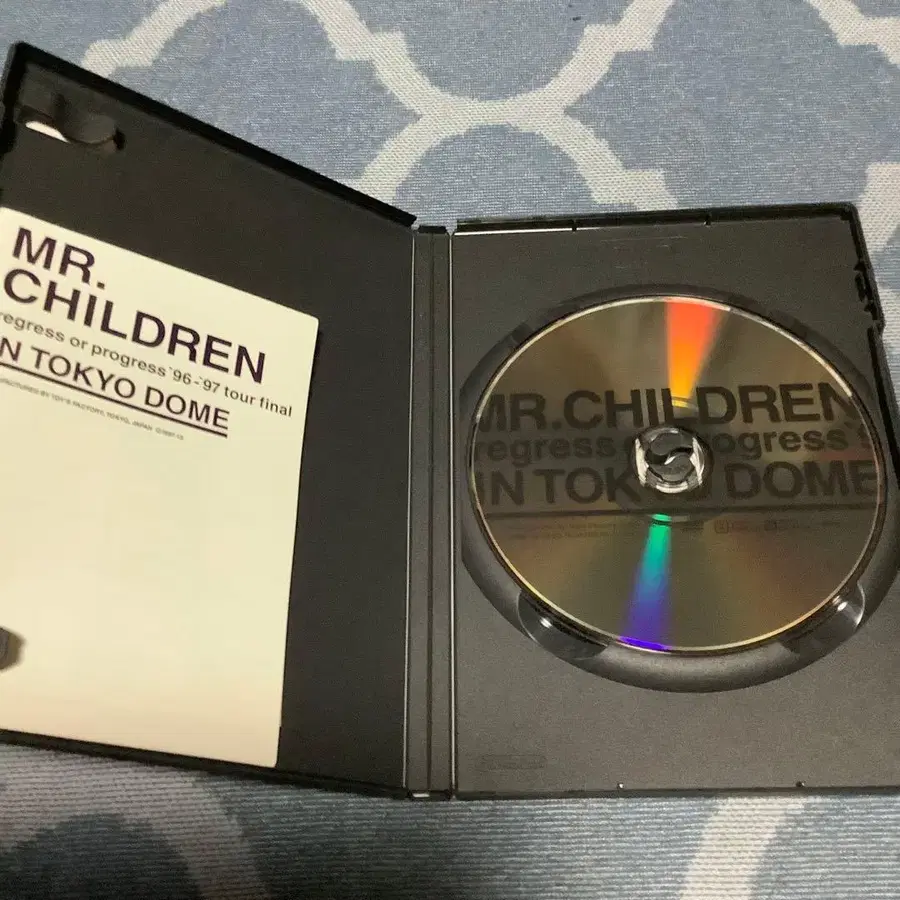 MR.
CHILDREN
regress or progress '96-'97 tour final
IN TOKYO DOME
MR.CHILDREN
regress or progress '
IN TOKYO DOME